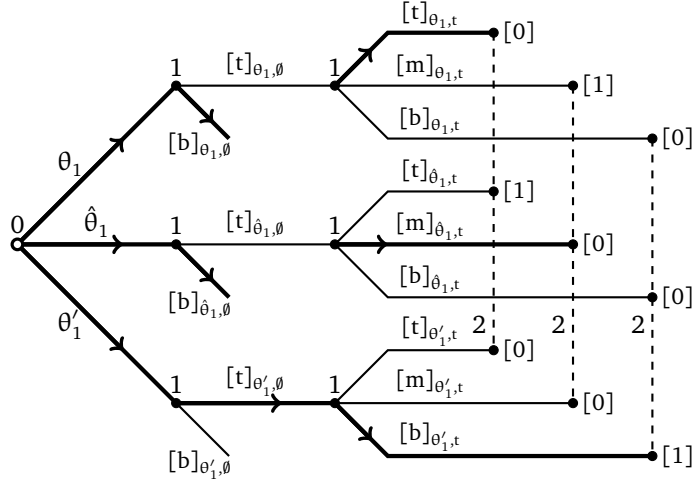 [t]θ₁,t [0]
1 [t]θ₁,∅ 1 [m]θ₁,t [1]
θ₁ [b]θ₁,∅ [b]θ₁,t [0]
[t]θ̂₁,t [1]
0 θ̂₁ 1 [t]θ̂₁,∅ 1 [m]θ̂₁,t [0]
[b]θ̂₁,∅ [b]θ̂₁,t [0]
θ′₁ 2 2 2
[t]θ′₁,t [0]
1 [t]θ′₁,∅ 1 [m]θ′₁,t [0]
[b]θ′₁,∅ [b]θ′₁,t [1]